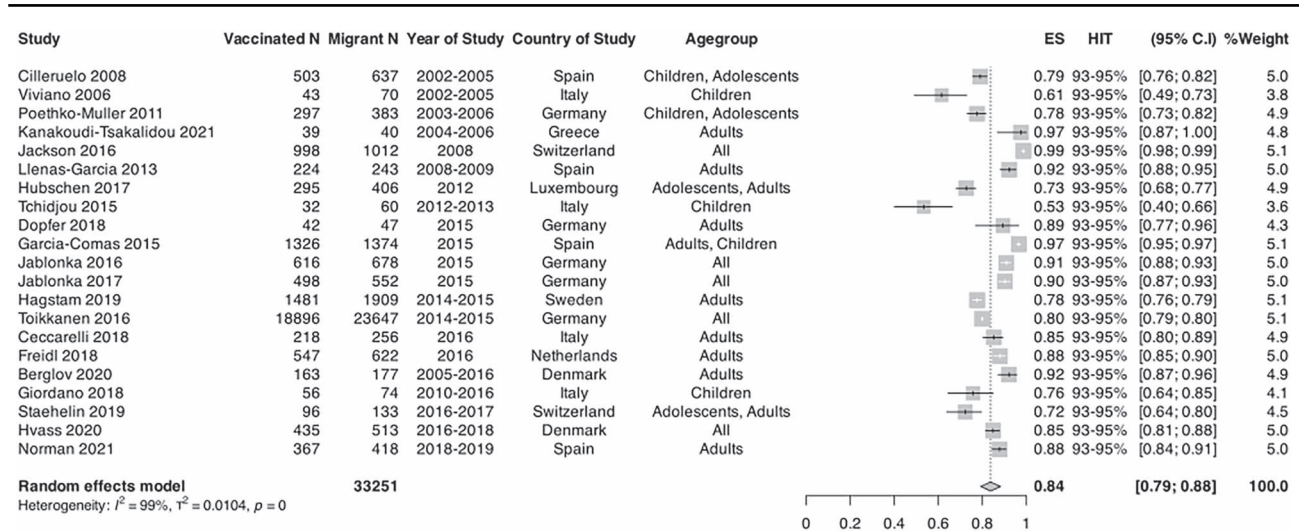 Study Vaccinated N Migrant N Year of Study Country of Study Agegroup ES HIT (95% C.I) %Weight
Cilleruelo 2008 503 637 2002-2005 Spain Children, Adolescents 0.79 93-95% [0.76; 0.82] 5.0
Viviano 2006 43 70 2002-2005 Italy Children 0.61 93-95% [0.49; 0.73] 3.8
Poethko-Muller 2011 297 383 2003-2006 Germany Children, Adolescents 0.78 93-95% [0.73; 0.82] 4.9
Kanakoudi-Tsakalidou 2021 39 40 2004-2006 Greece Adults 0.97 93-95% [0.87; 1.00] 4.8
Jackson 2016 998 1012 2008 Switzerland All 0.99 93-95% [0.98; 0.99] 5.1
Llenas-Garcia 2013 224 243 2008-2009 Spain Adults 0.92 93-95% [0.88; 0.95] 5.0
Hubschen 2017 295 406 2012 Luxembourg Adolescents, Adults 0.73 93-95% [0.68; 0.77] 4.9
Tchidjou 2015 32 60 2012-2013 Italy Children 0.53 93-95% [0.40; 0.66] 3.6
Dopfer 2018 42 47 2015 Germany Adults 0.89 93-95% [0.77; 0.96] 4.3
Garcia-Comas 2015 1326 1374 2015 Spain Adults, Children 0.97 93-95% [0.95; 0.97] 5.1
Jablonka 2016 616 678 2015 Germany All 0.91 93-95% [0.88; 0.93] 5.0
Jablonka 2017 498 552 2015 Germany All 0.90 93-95% [0.87; 0.93] 5.0
Hagstam 2019 1481 1909 2014-2015 Sweden Adults 0.78 93-95% [0.76; 0.79] 5.1
Toikkanen 2016 18896 23647 2014-2015 Germany All 0.80 93-95% [0.79; 0.80] 5.1
Ceccarelli 2018 218 256 2016 Italy Adults 0.85 93-95% [0.80; 0.89] 4.9
Freidl 2018 547 622 2016 Netherlands Adults 0.88 93-95% [0.85; 0.90] 5.0
Berglov 2020 163 177 2005-2016 Denmark Adults 0.92 93-95% [0.87; 0.96] 4.9
Giordano 2018 56 74 2010-2016 Italy Children 0.76 93-95% [0.64; 0.85] 4.1
Staehelin 2019 96 133 2016-2017 Switzerland Adolescents, Adults 0.72 93-95% [0.64; 0.80] 4.5
Hvass 2020 435 513 2016-2018 Denmark All 0.85 93-95% [0.81; 0.88] 5.0
Norman 2021 367 418 2018-2019 Spain Adults 0.88 93-95% [0.84; 0.91] 5.0
Random effects model 33251 0.84 [0.79; 0.88] 100.0
Heterogeneity: I² = 99%, τ² = 0.0104, p = 0
0 0.2 0.4 0.6 0.8 1